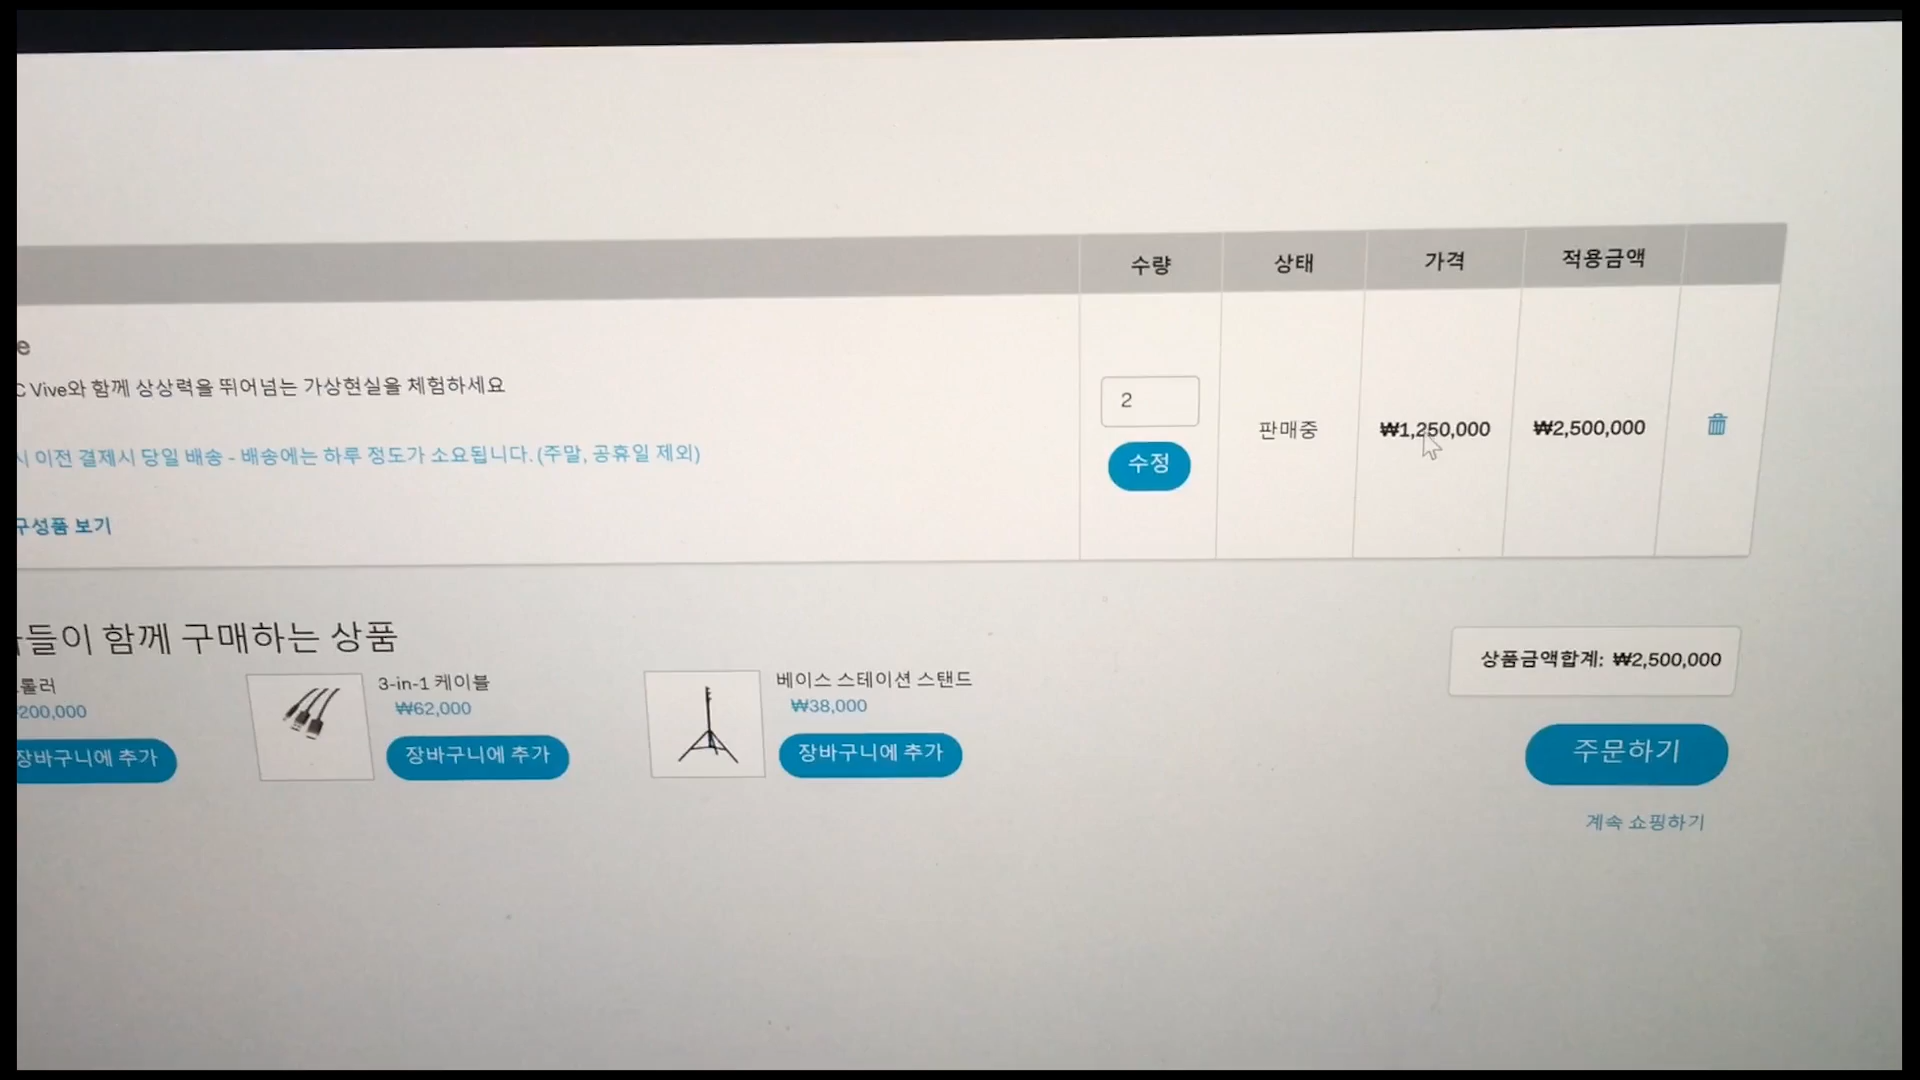 수량 상태 가격 적용금액
e
C Vive와 함께 상상력을 뛰어넘는 가상현실을 체험하세요
2
판매중 ₩1,250,000 ₩2,500,000
시 이전 결제시 당일 배송 - 배송에는 하루 정도가 소요됩니다. (주말, 공휴일 제외)
수정
구성품 보기
들이 함께 구매하는 상품
상품금액합계: ₩2,500,000
롤러
200,000
장바구니에 추가
3-in-1 케이블
₩62,000
장바구니에 추가
베이스 스테이션 스탠드
₩38,000
장바구니에 추가
주문하기
계속 쇼핑하기